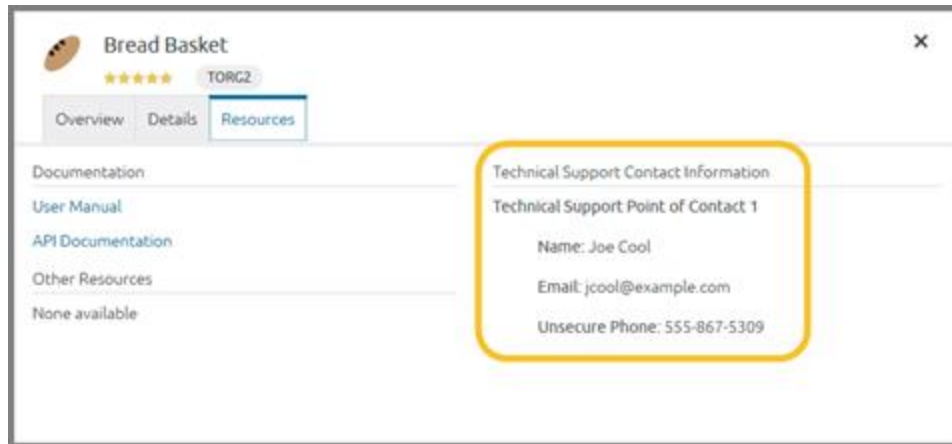 Bread Basket
TORG2
Overview Details Resources
Documentation
User Manual
API Documentation
Other Resources
None available
Technical Support Contact Information
Technical Support Point of Contact 1
Name: Joe Cool
Email: jcool@example.com
Unsecure Phone: 555-867-5309